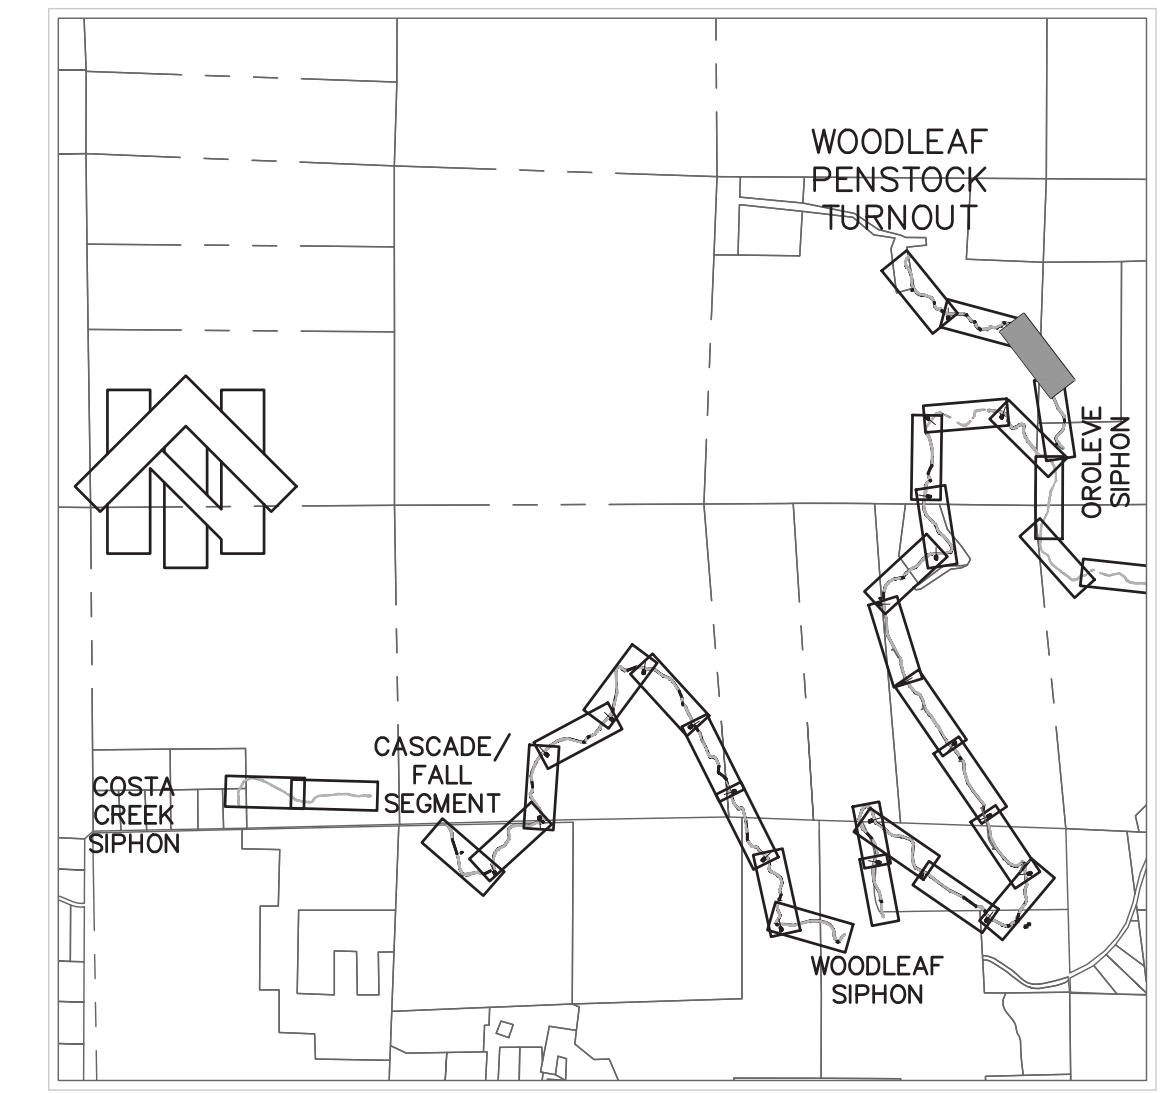 WOODLEAF
PENSTOCK
TURNOUT
OROLEVE
SIPHON
CASCADE/
FALL
SEGMENT
COSTA
CREEK
SIPHON
WOODLEAF
SIPHON